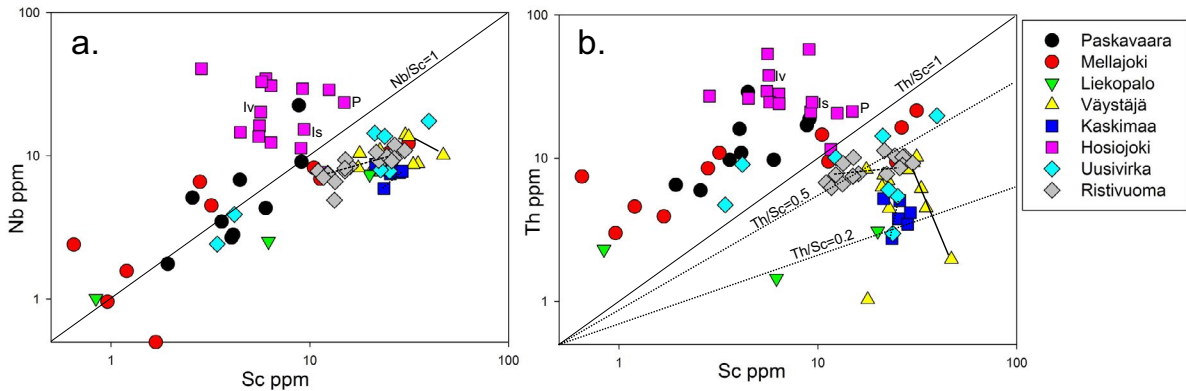 a.
100
10
1
Nb ppm
Nb/Sc=1
Iv
Is
P
1
10
100
Sc ppm
b.
100
10
1
Th ppm
Th/Sc=1
Th/Sc=0.5
Th/Sc=0.2
Iv
Is
P
1
10
100
Sc ppm
Paskavaara
Mellajoki
Liekopalo
Väystäjä
Kaskimaa
Hosiojoki
Uusivirka
Ristivuoma